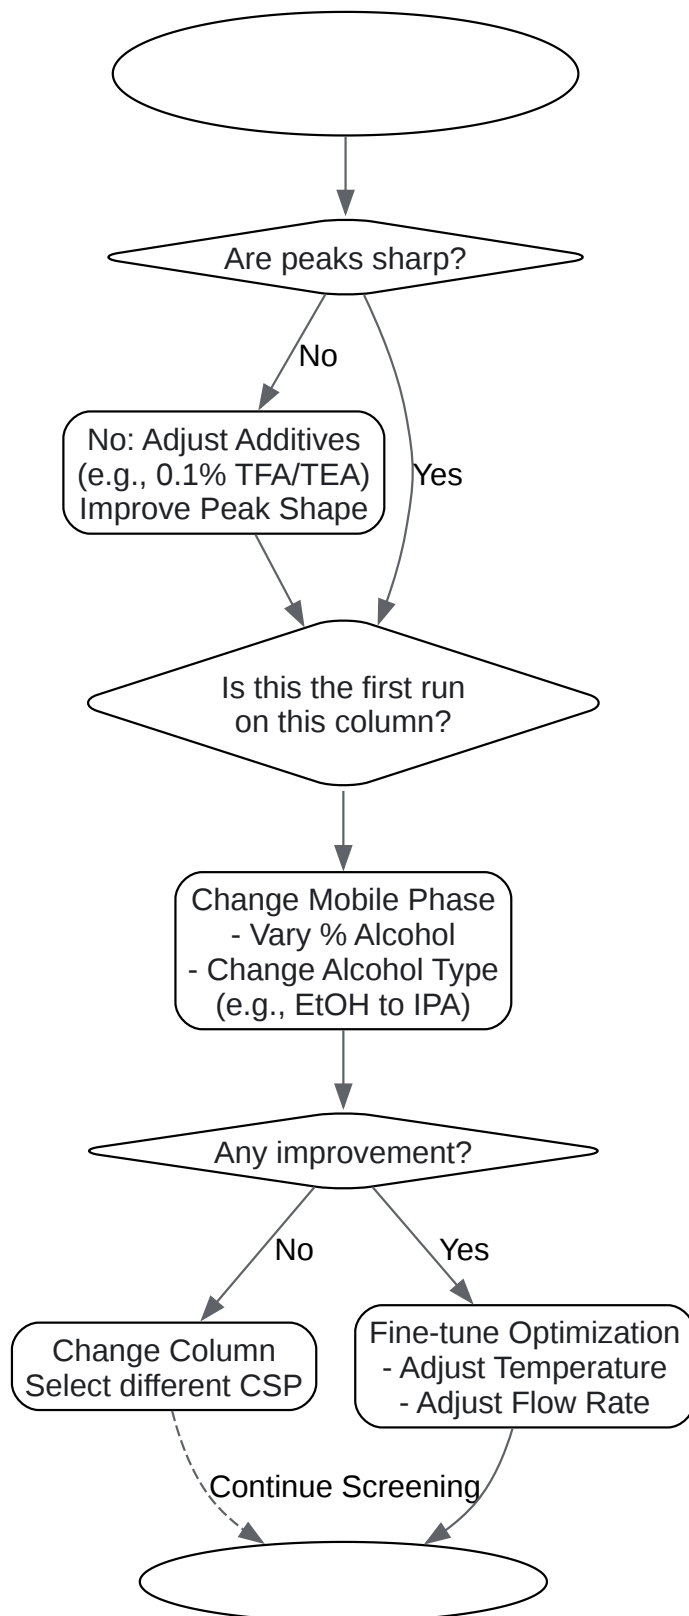 Are peaks sharp?
No
No: Adjust Additives
(e.g., 0.1% TFA/TEA)
Improve Peak Shape
Yes
Is this the first run
on this column?
Change Mobile Phase
- Vary % Alcohol
- Change Alcohol Type
(e.g., EtOH to IPA)
Any improvement?
No
Yes
Change Column
Select different CSP
Fine-tune Optimization
- Adjust Temperature
- Adjust Flow Rate
Continue Screening